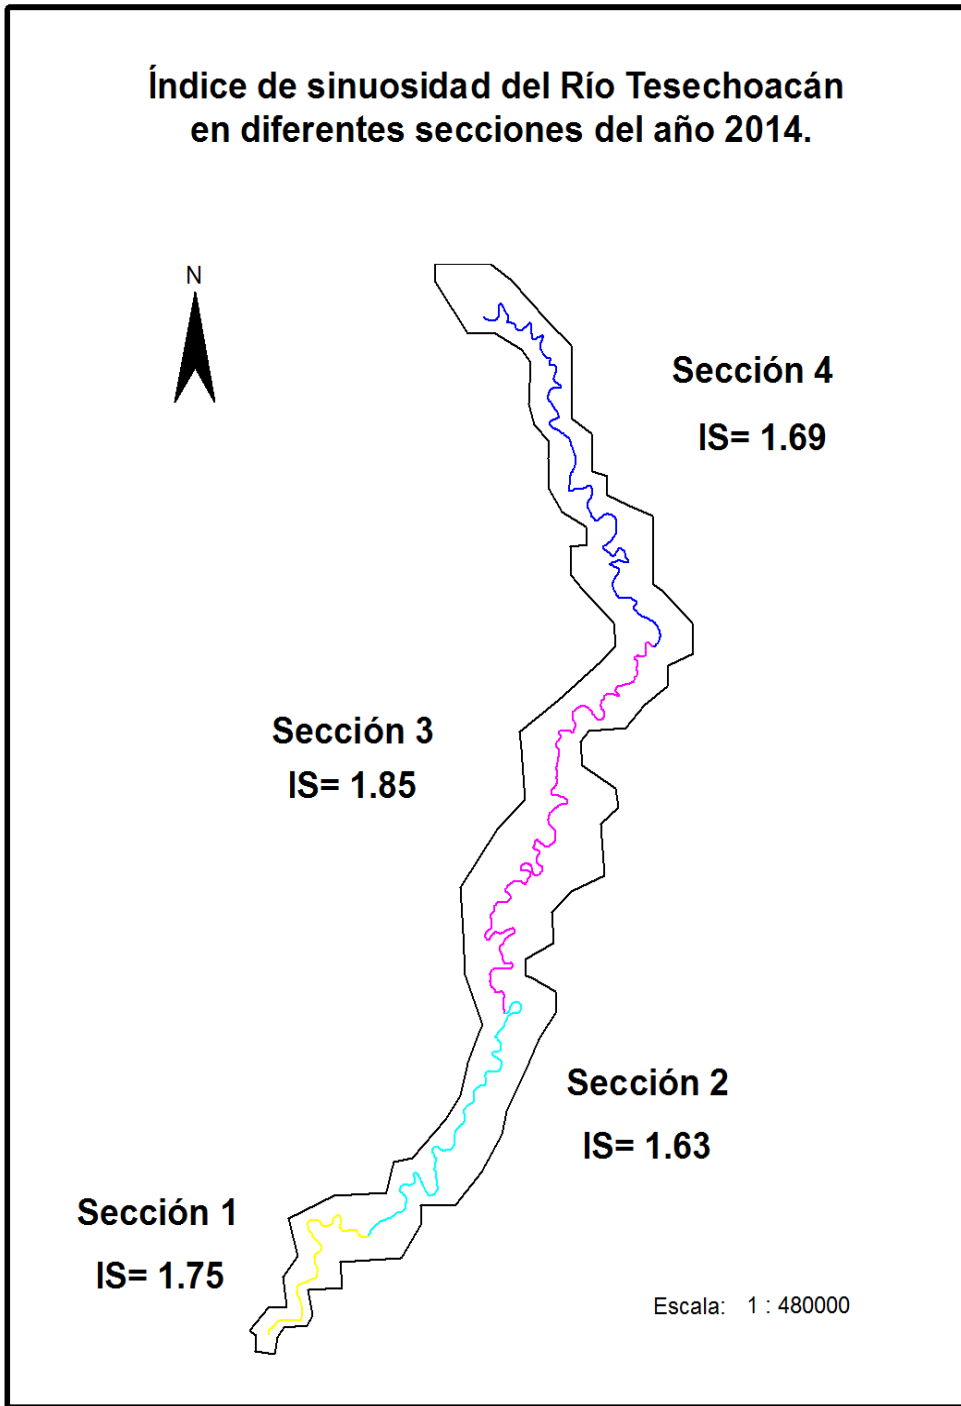 Índice de sinuosidad del Río Tesechoacán
en diferentes secciones del año 2014.
N
Sección 4
IS= 1.69
Sección 3
IS= 1.85
Sección 2
IS= 1.63
Sección 1
IS= 1.75
Escala: 1 : 480000